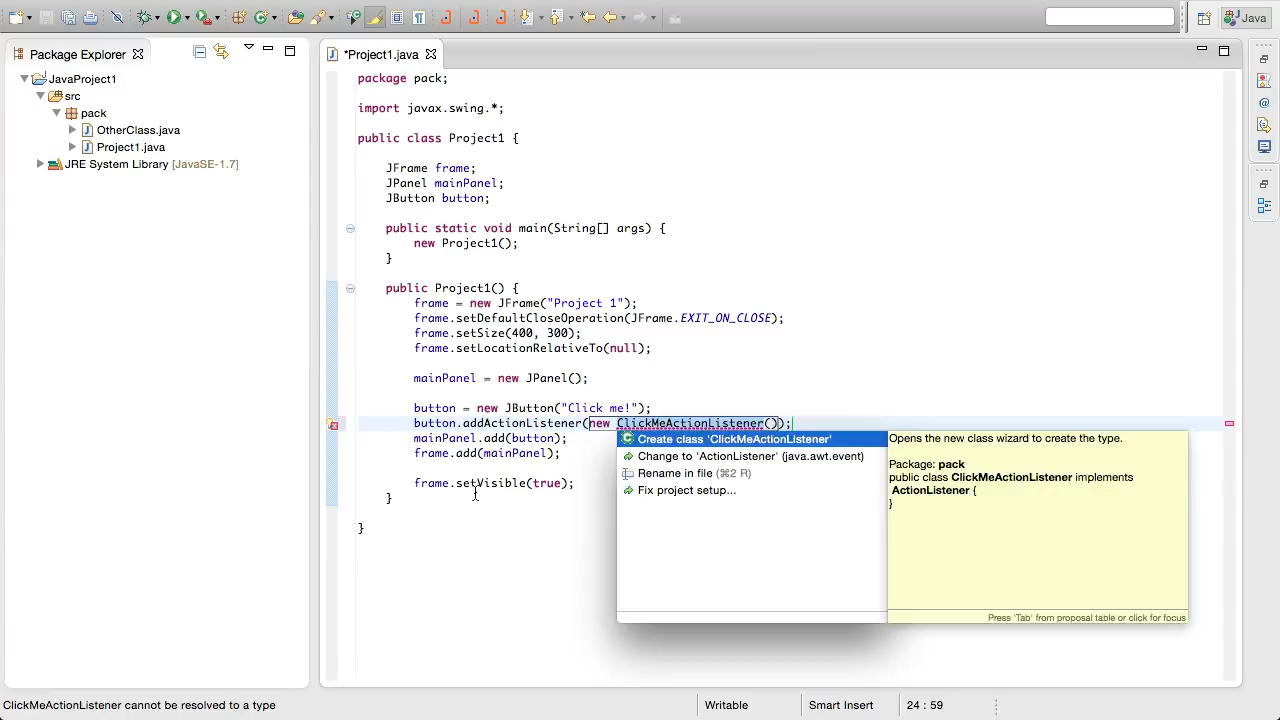 Java
Package Explorer
*Project1.java
JavaProject1
src
pack
OtherClass.java
Project1.java
JRE System Library [JavaSE-1.7]
package pack;
import javax.swing.*;
public class Project1 {
JFrame frame;
JPanel mainPanel;
JButton button;
public static void main(String[] args) {
new Project1();
}
public Project1() {
frame = new JFrame("Project 1");
frame.setDefaultCloseOperation(JFrame.EXIT_ON_CLOSE);
frame.setSize(400, 300);
frame.setLocationRelativeTo(null);
mainPanel = new JPanel();
button = new JButton("Click me!");
button.addActionListener(new ClickMeActionListener());
mainPanel.add(button);
frame.add(mainPanel);
frame.setVisible(true);
}
}
Create class 'ClickMeActionListener'
Change to 'ActionListener' (java.awt.event)
Rename in file (⌘2 R)
Fix project setup...
Opens the new class wizard to create the type.
Package: pack
public class ClickMeActionListener implements
ActionListener {
}
Press 'Tab' from proposal table or click for focus
ClickMeActionListener cannot be resolved to a type
Writable
Smart Insert
24 : 59